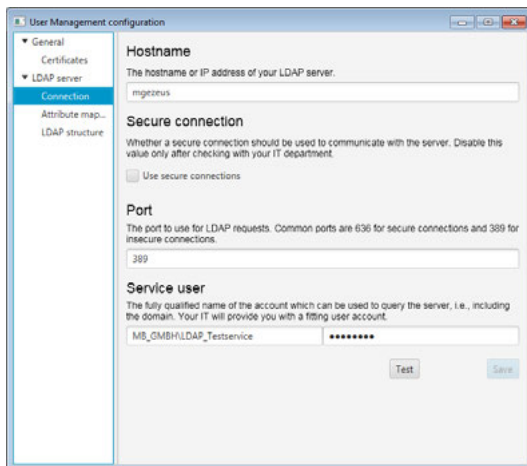 User Management configuration
General
Certificates
LDAP server
Connection
Attribute map...
LDAP structure
Hostname
The hostname or IP address of your LDAP server.
mgezeus
Secure connection
Whether a secure connection should be used to communicate with the server. Disable this
value only after checking with your IT department.
Use secure connections
Port
The port to use for LDAP requests. Common ports are 636 for secure connections and 389 for
insecure connections.
389
Service user
The fully qualified name of the account which can be used to query the server, i.e., including
the domain. Your IT will provide you with a fitting user account.
MB_GMBH\LDAP_Testservice ••••••••
Test Save